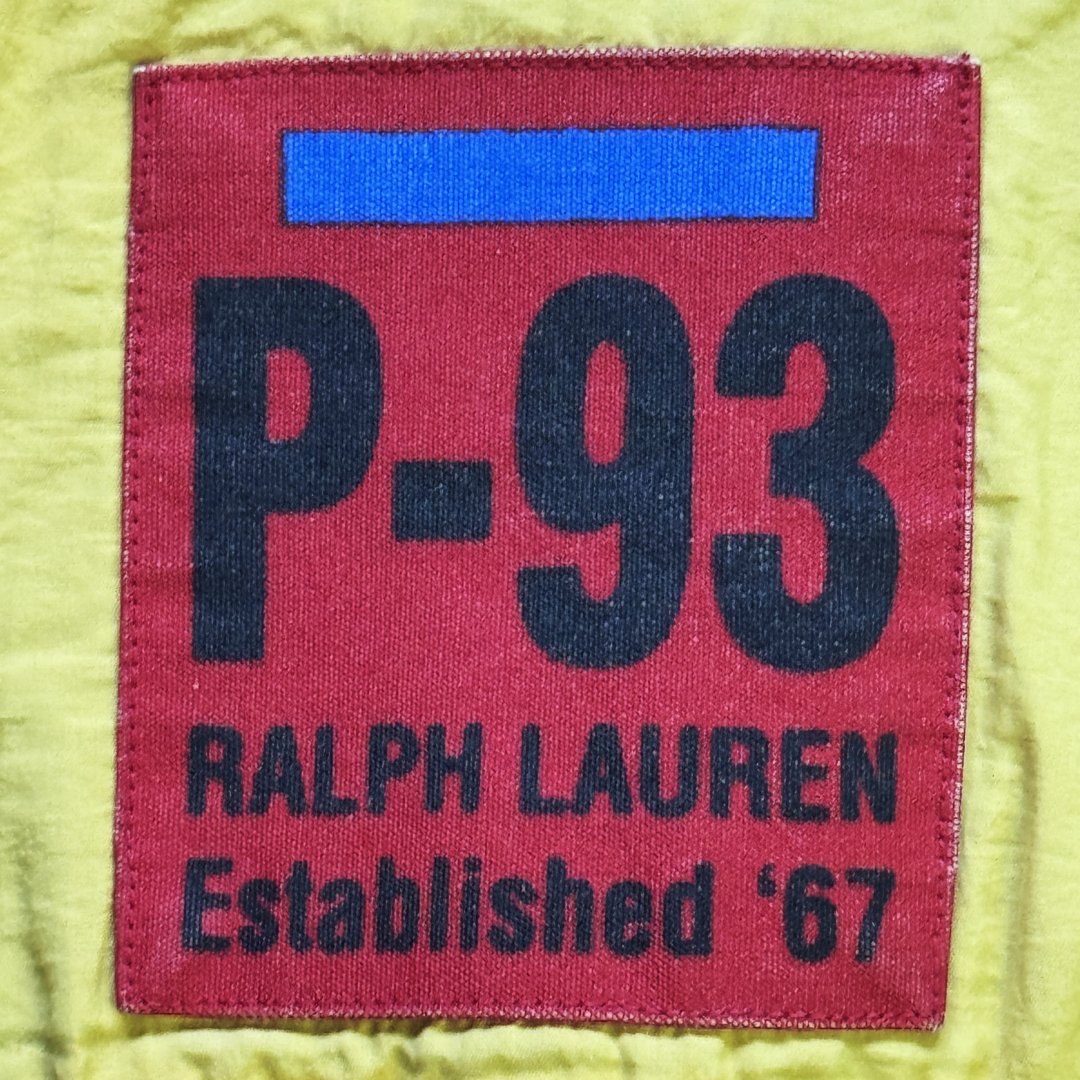 P-93
RALPH LAUREN
Established ‘67